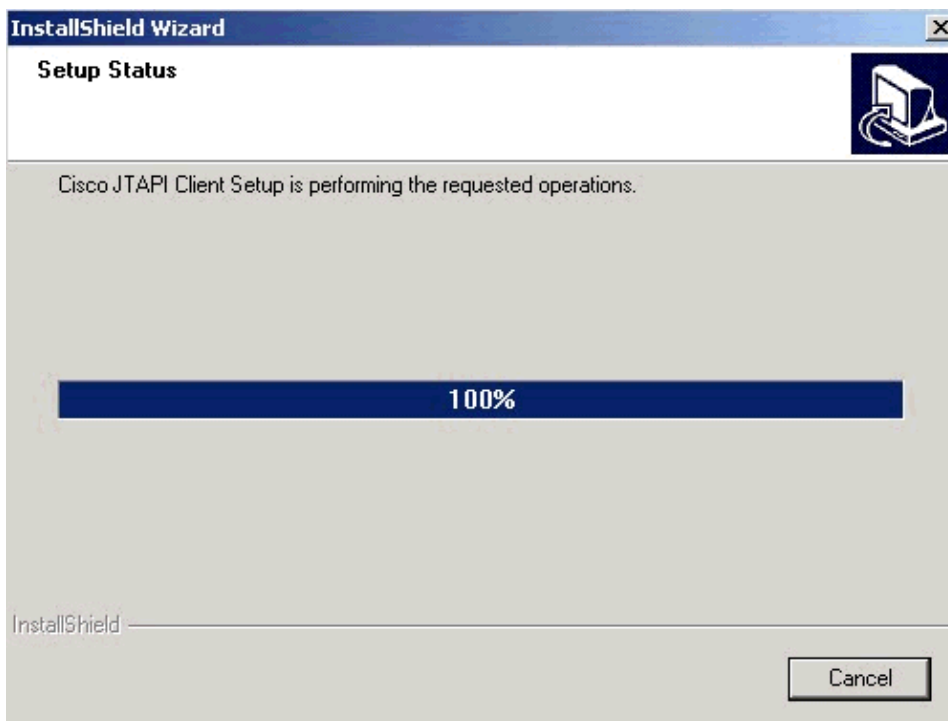 InstallShield Wizard
Setup Status
Cisco JTAPI Client Setup is performing the requested operations.
100%
InstallShield
Cancel